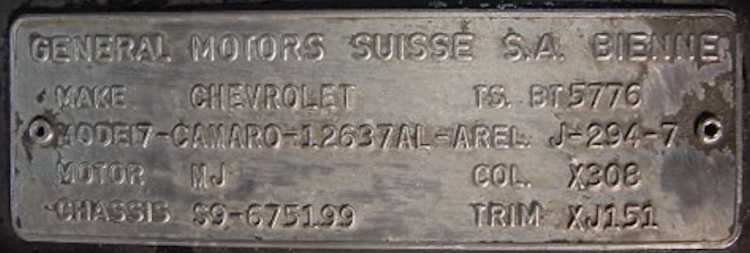 GENERAL MOTORS SUISSE S.A. BIENNE
MAKE CHEVROLET TS. BT5776
MODE17-CAMARO-12637AL-AREL. J-294-7
MOTOR MJ COL. X308
CHASSIS S9-675199 TRIM XJ151